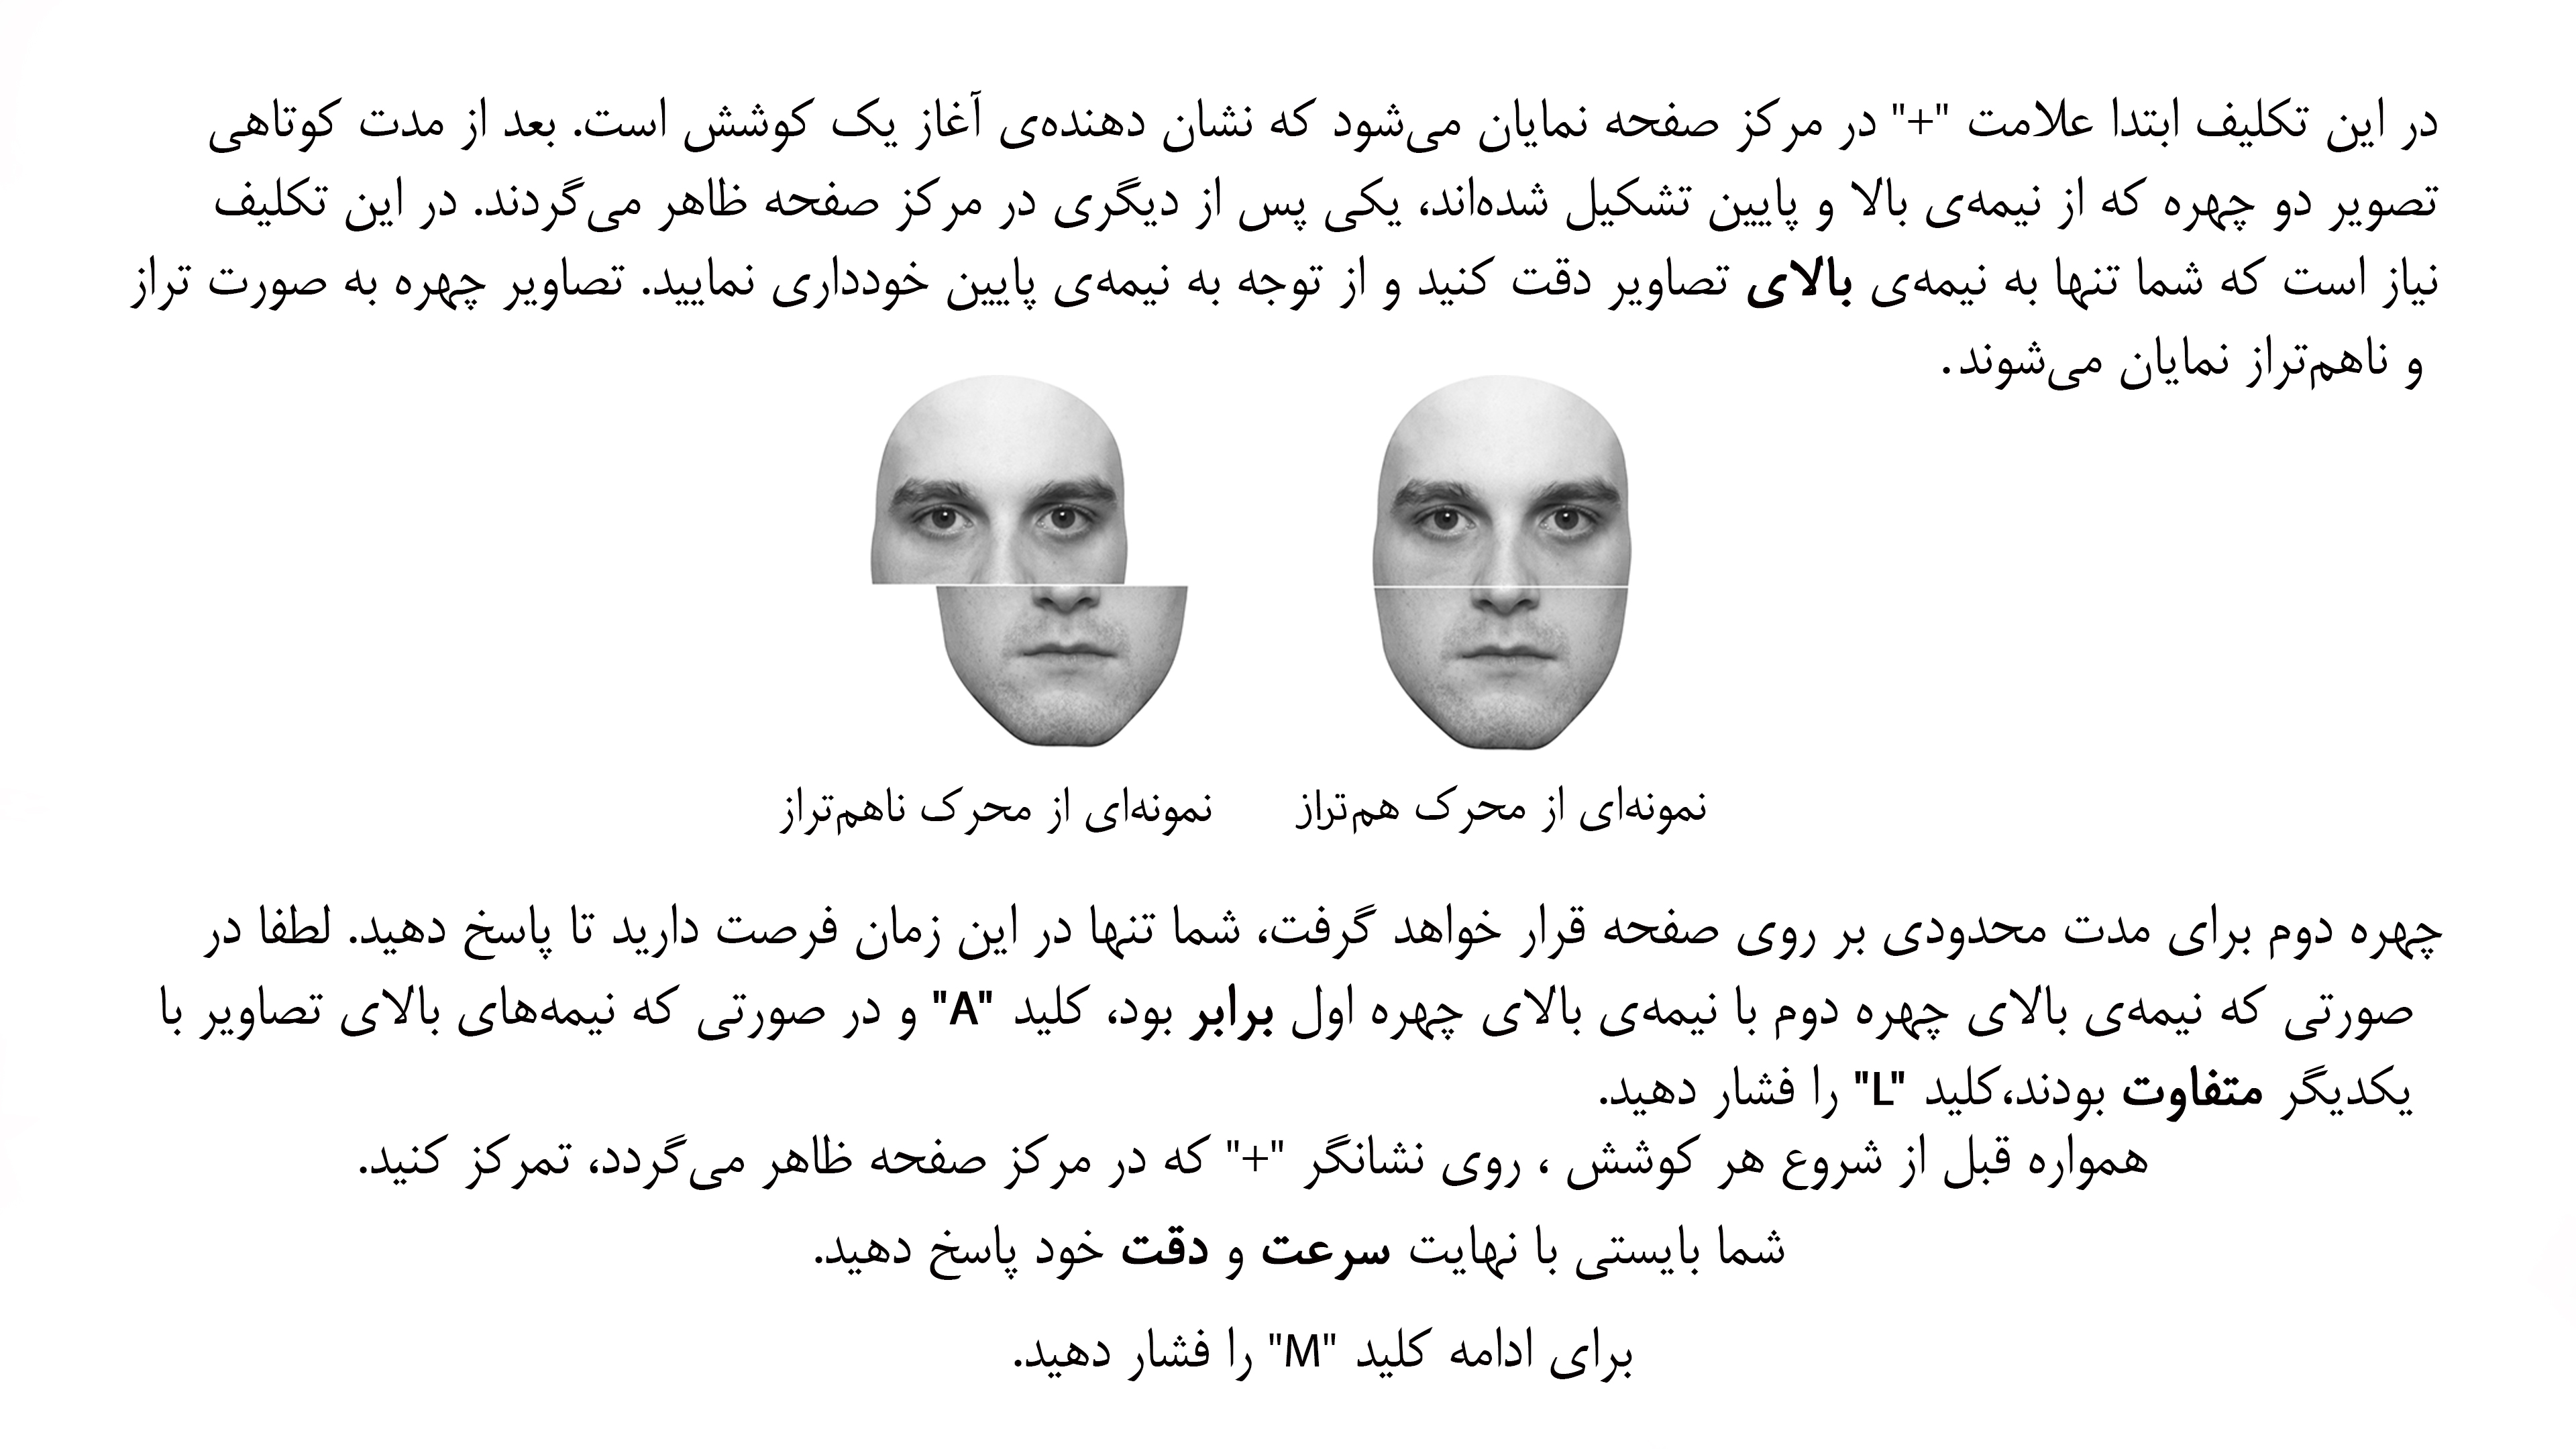 در این تکلیف ابتدا علامت "+" در مرکز صفحه نمایان می‌شود که نشان دهنده‌ی آغاز یک کوشش است. بعد از مدت کوتاهی
تصویر دو چهره که از نیمه‌ی بالا و پایین تشکیل شده‌اند، یکی پس از دیگری در مرکز صفحه ظاهر می‌گردند. در این تکلیف
نیاز است که شما تنها به نیمه‌ی بالای تصاویر دقت کنید و از توجه به نیمه‌ی پایین خودداری نمایید. تصاویر چهره به صورت تراز
و ناهم‌تراز نمایان می‌شوند.
نمونه‌ای از محرک هم‌تراز
نمونه‌ای از محرک ناهم‌تراز
چهره دوم برای مدت محدودی بر روی صفحه قرار خواهد گرفت، شما تنها در این زمان فرصت دارید تا پاسخ دهید. لطفا در
صورتی که نیمه‌ی بالای چهره دوم با نیمه‌ی بالای چهره اول برابر بود، کلید "A" و در صورتی که نیمه‌های بالای تصاویر با
یکدیگر متفاوت بودند،کلید "L" را فشار دهید.
همواره قبل از شروع هر کوشش ، روی نشانگر "+" که در مرکز صفحه ظاهر می‌گردد، تمرکز کنید.
شما بایستی با نهایت سرعت و دقت خود پاسخ دهید.
برای ادامه کلید "M" را فشار دهید.